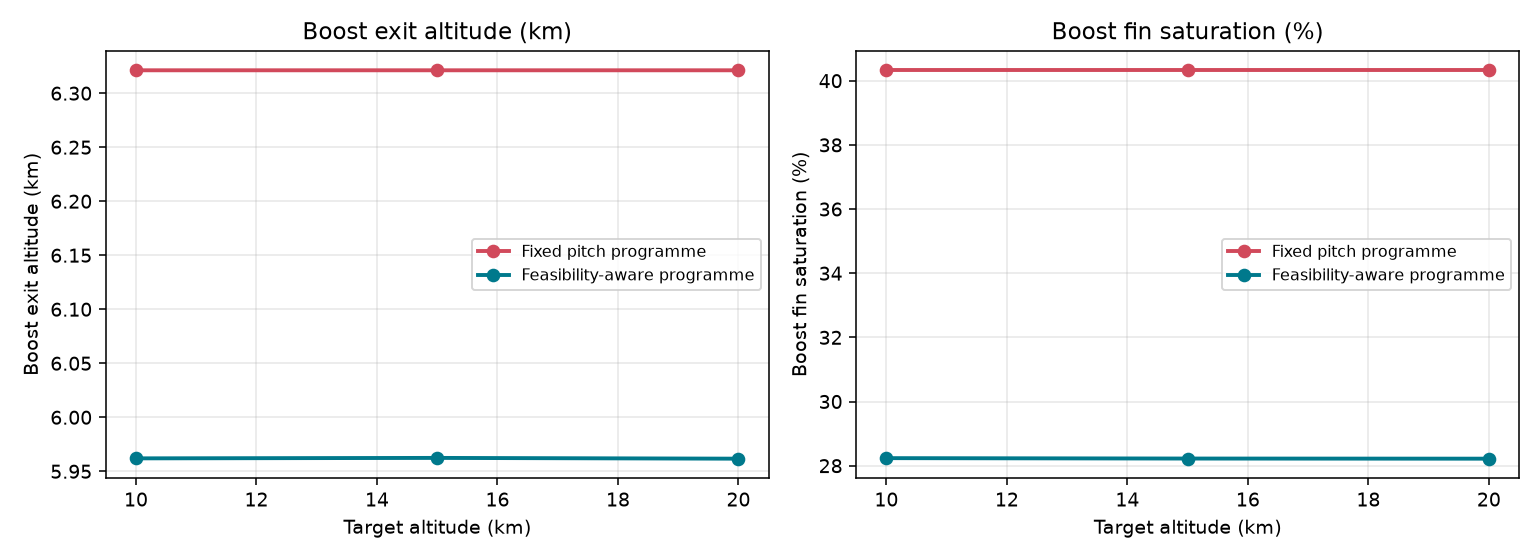 Boost exit altitude (km)
Boost exit altitude (km)
6.30
6.25
6.20
6.15
6.10
6.05
6.00
5.95
Fixed pitch programme
Feasibility-aware programme
10 12 14 16 18 20
Target altitude (km)
Boost fin saturation (%)
Boost fin saturation (%)
40
38
36
34
32
30
28
Fixed pitch programme
Feasibility-aware programme
10 12 14 16 18 20
Target altitude (km)